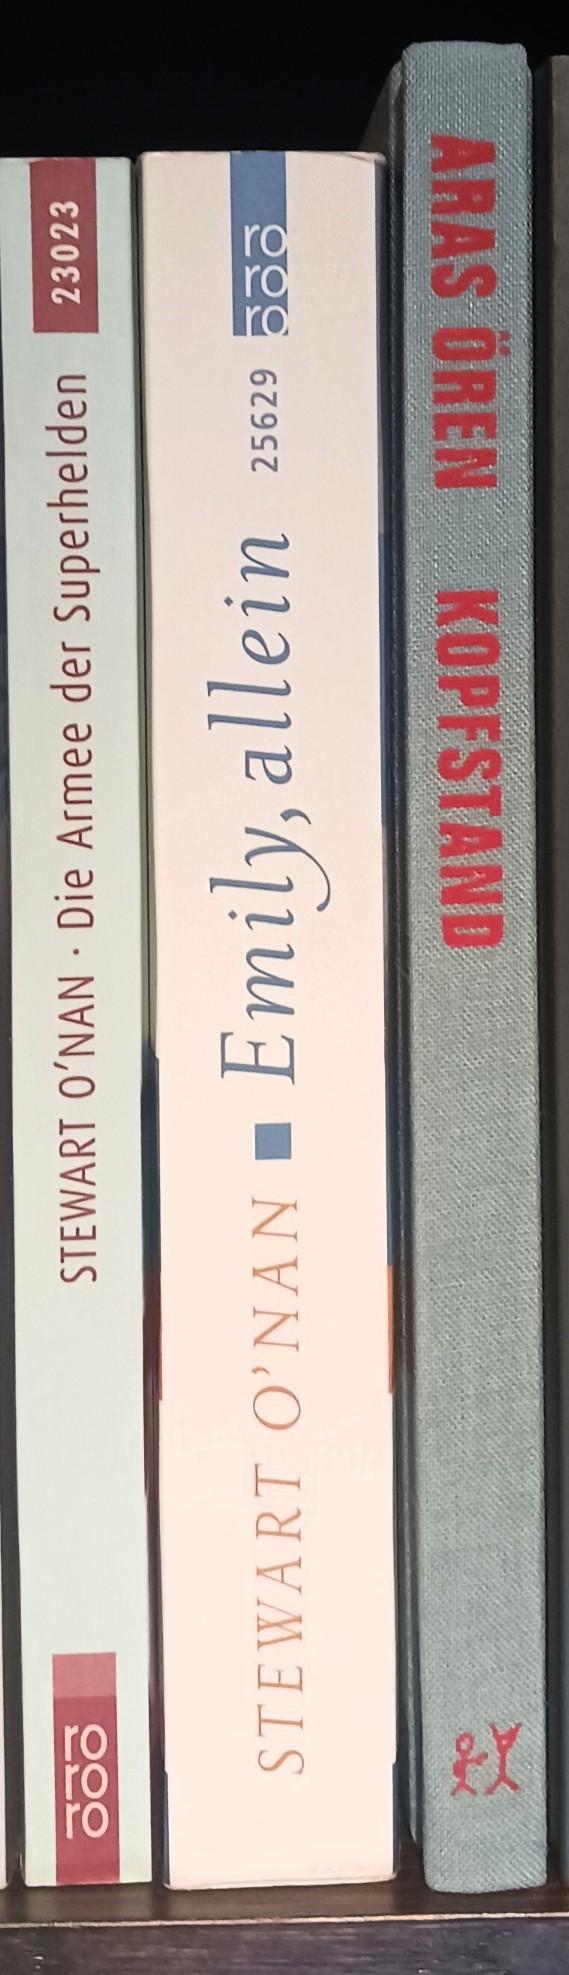 STEWART O'NAN · Die Armee der Superhelden 23023
rororo
STEWART O'NAN ■ Emily, allein 25629
rororo
ARAS ÖREN KOPFSTAND